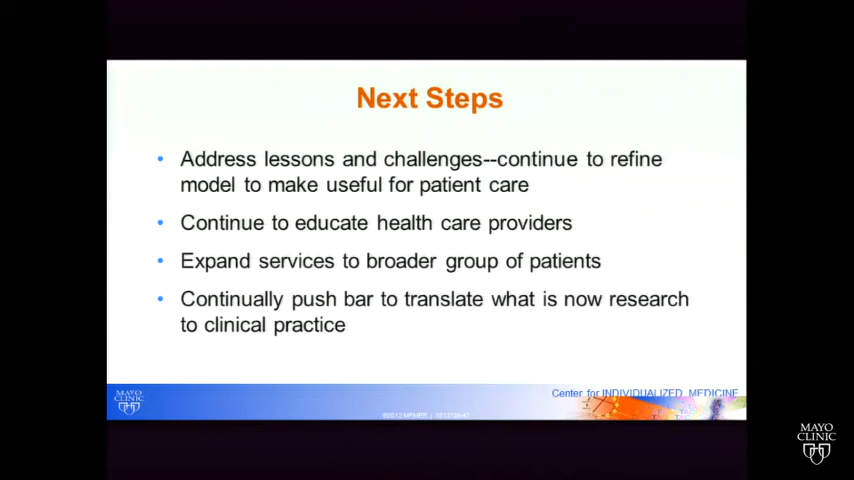 Next Steps
Address lessons and challenges--continue to refine
model to make useful for patient care
Continue to educate health care providers
Expand services to broader group of patients
Continually push bar to translate what is now research
to clinical practice
Center for INDIVIDUALIZED MEDICINE
MAYO
CLINIC
MAYO
CLINIC